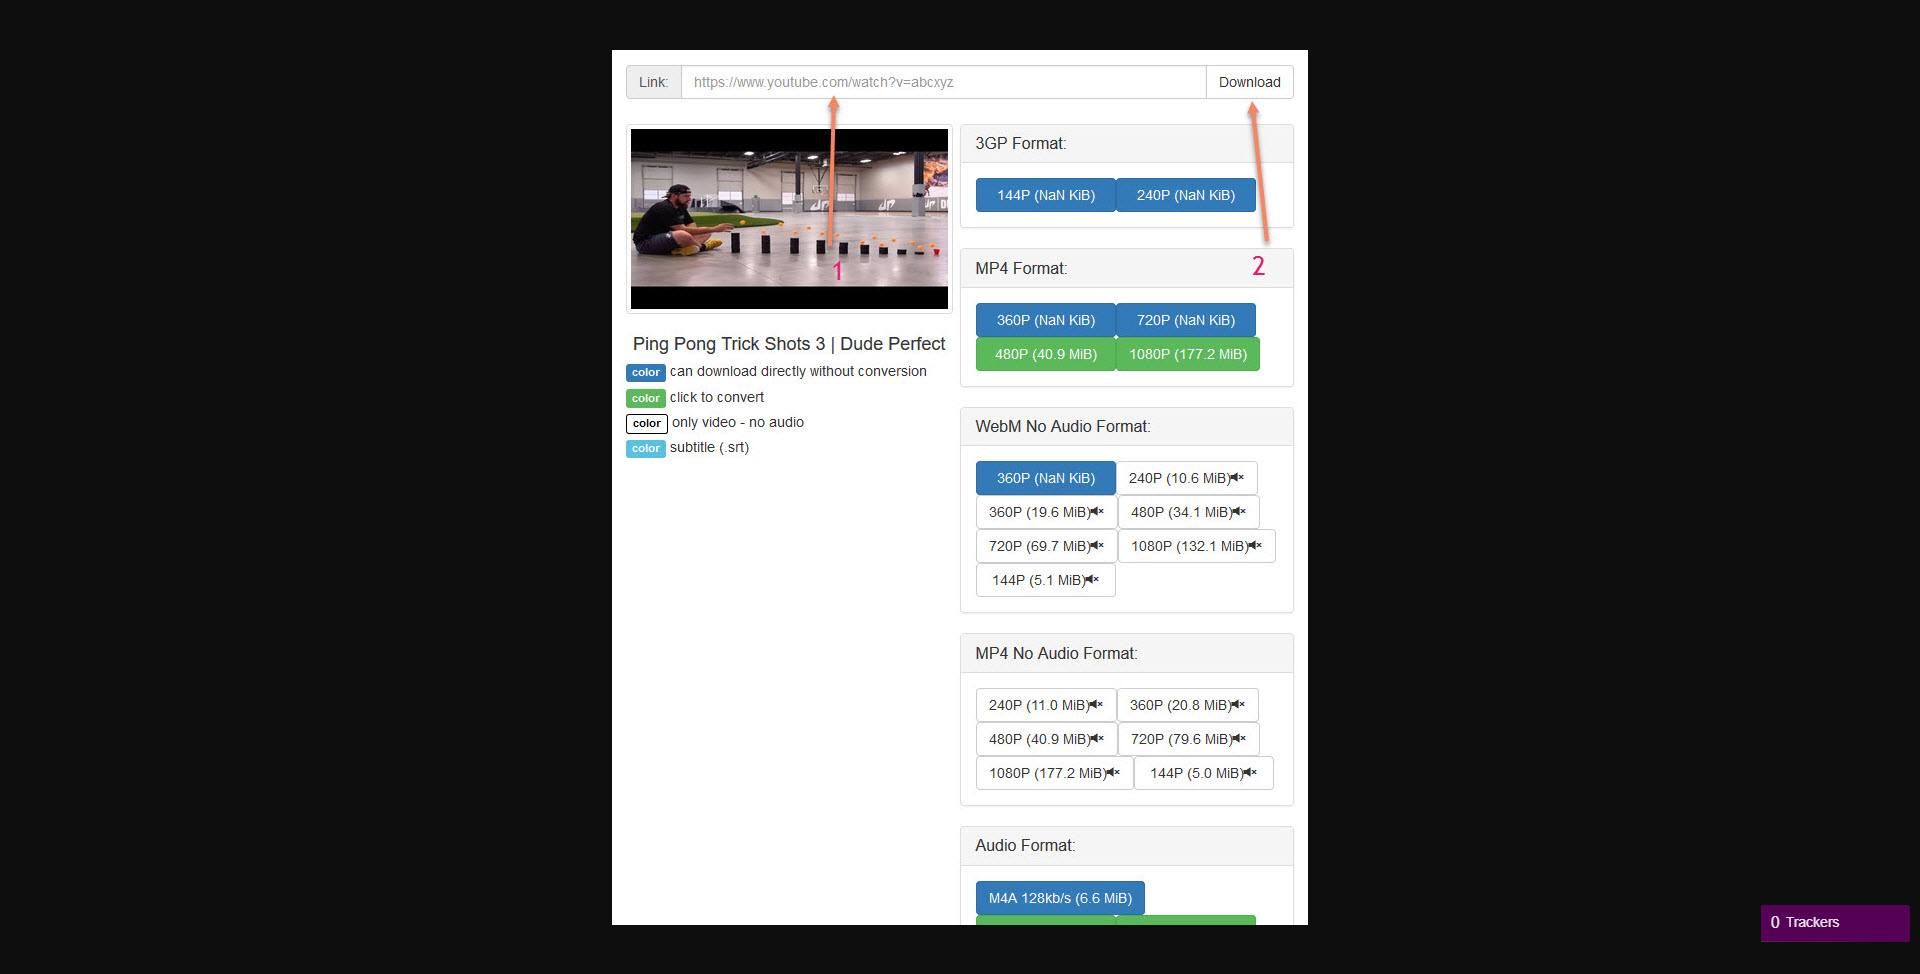 Link: https://www.youtube.com/watch?v=abcxyz Download
1
2
Ping Pong Trick Shots 3 | Dude Perfect
color can download directly without conversion
color click to convert
color only video - no audio
color subtitle (.srt)
3GP Format:
144P (NaN KiB) 240P (NaN KiB)
MP4 Format:
360P (NaN KiB) 720P (NaN KiB)
480P (40.9 MiB) 1080P (177.2 MiB)
WebM No Audio Format:
360P (NaN KiB) 240P (10.6 MiB)
360P (19.6 MiB) 480P (34.1 MiB)
720P (69.7 MiB) 1080P (132.1 MiB)
144P (5.1 MiB)
MP4 No Audio Format:
240P (11.0 MiB) 360P (20.8 MiB)
480P (40.9 MiB) 720P (79.6 MiB)
1080P (177.2 MiB) 144P (5.0 MiB)
Audio Format:
M4A 128kb/s (6.6 MiB)
0 Trackers